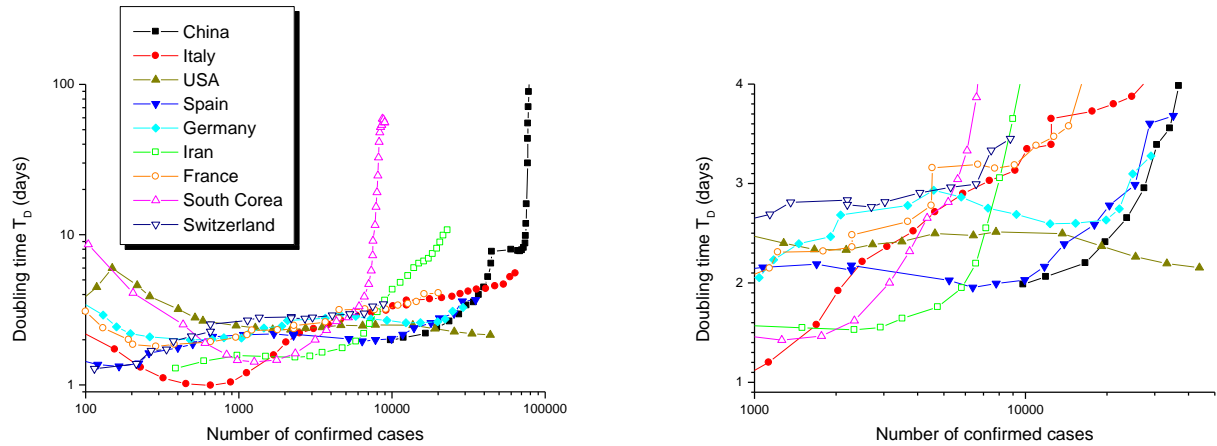 China
Italy
USA
Spain
Germany
Iran
France
South Corea
Switzerland
100
10
1
Doubling time T_D (days)
100 1000 10000 100000
Number of confirmed cases
4
3
2
1
Doubling time T_D (days)
1000 10000
Number of confirmed cases